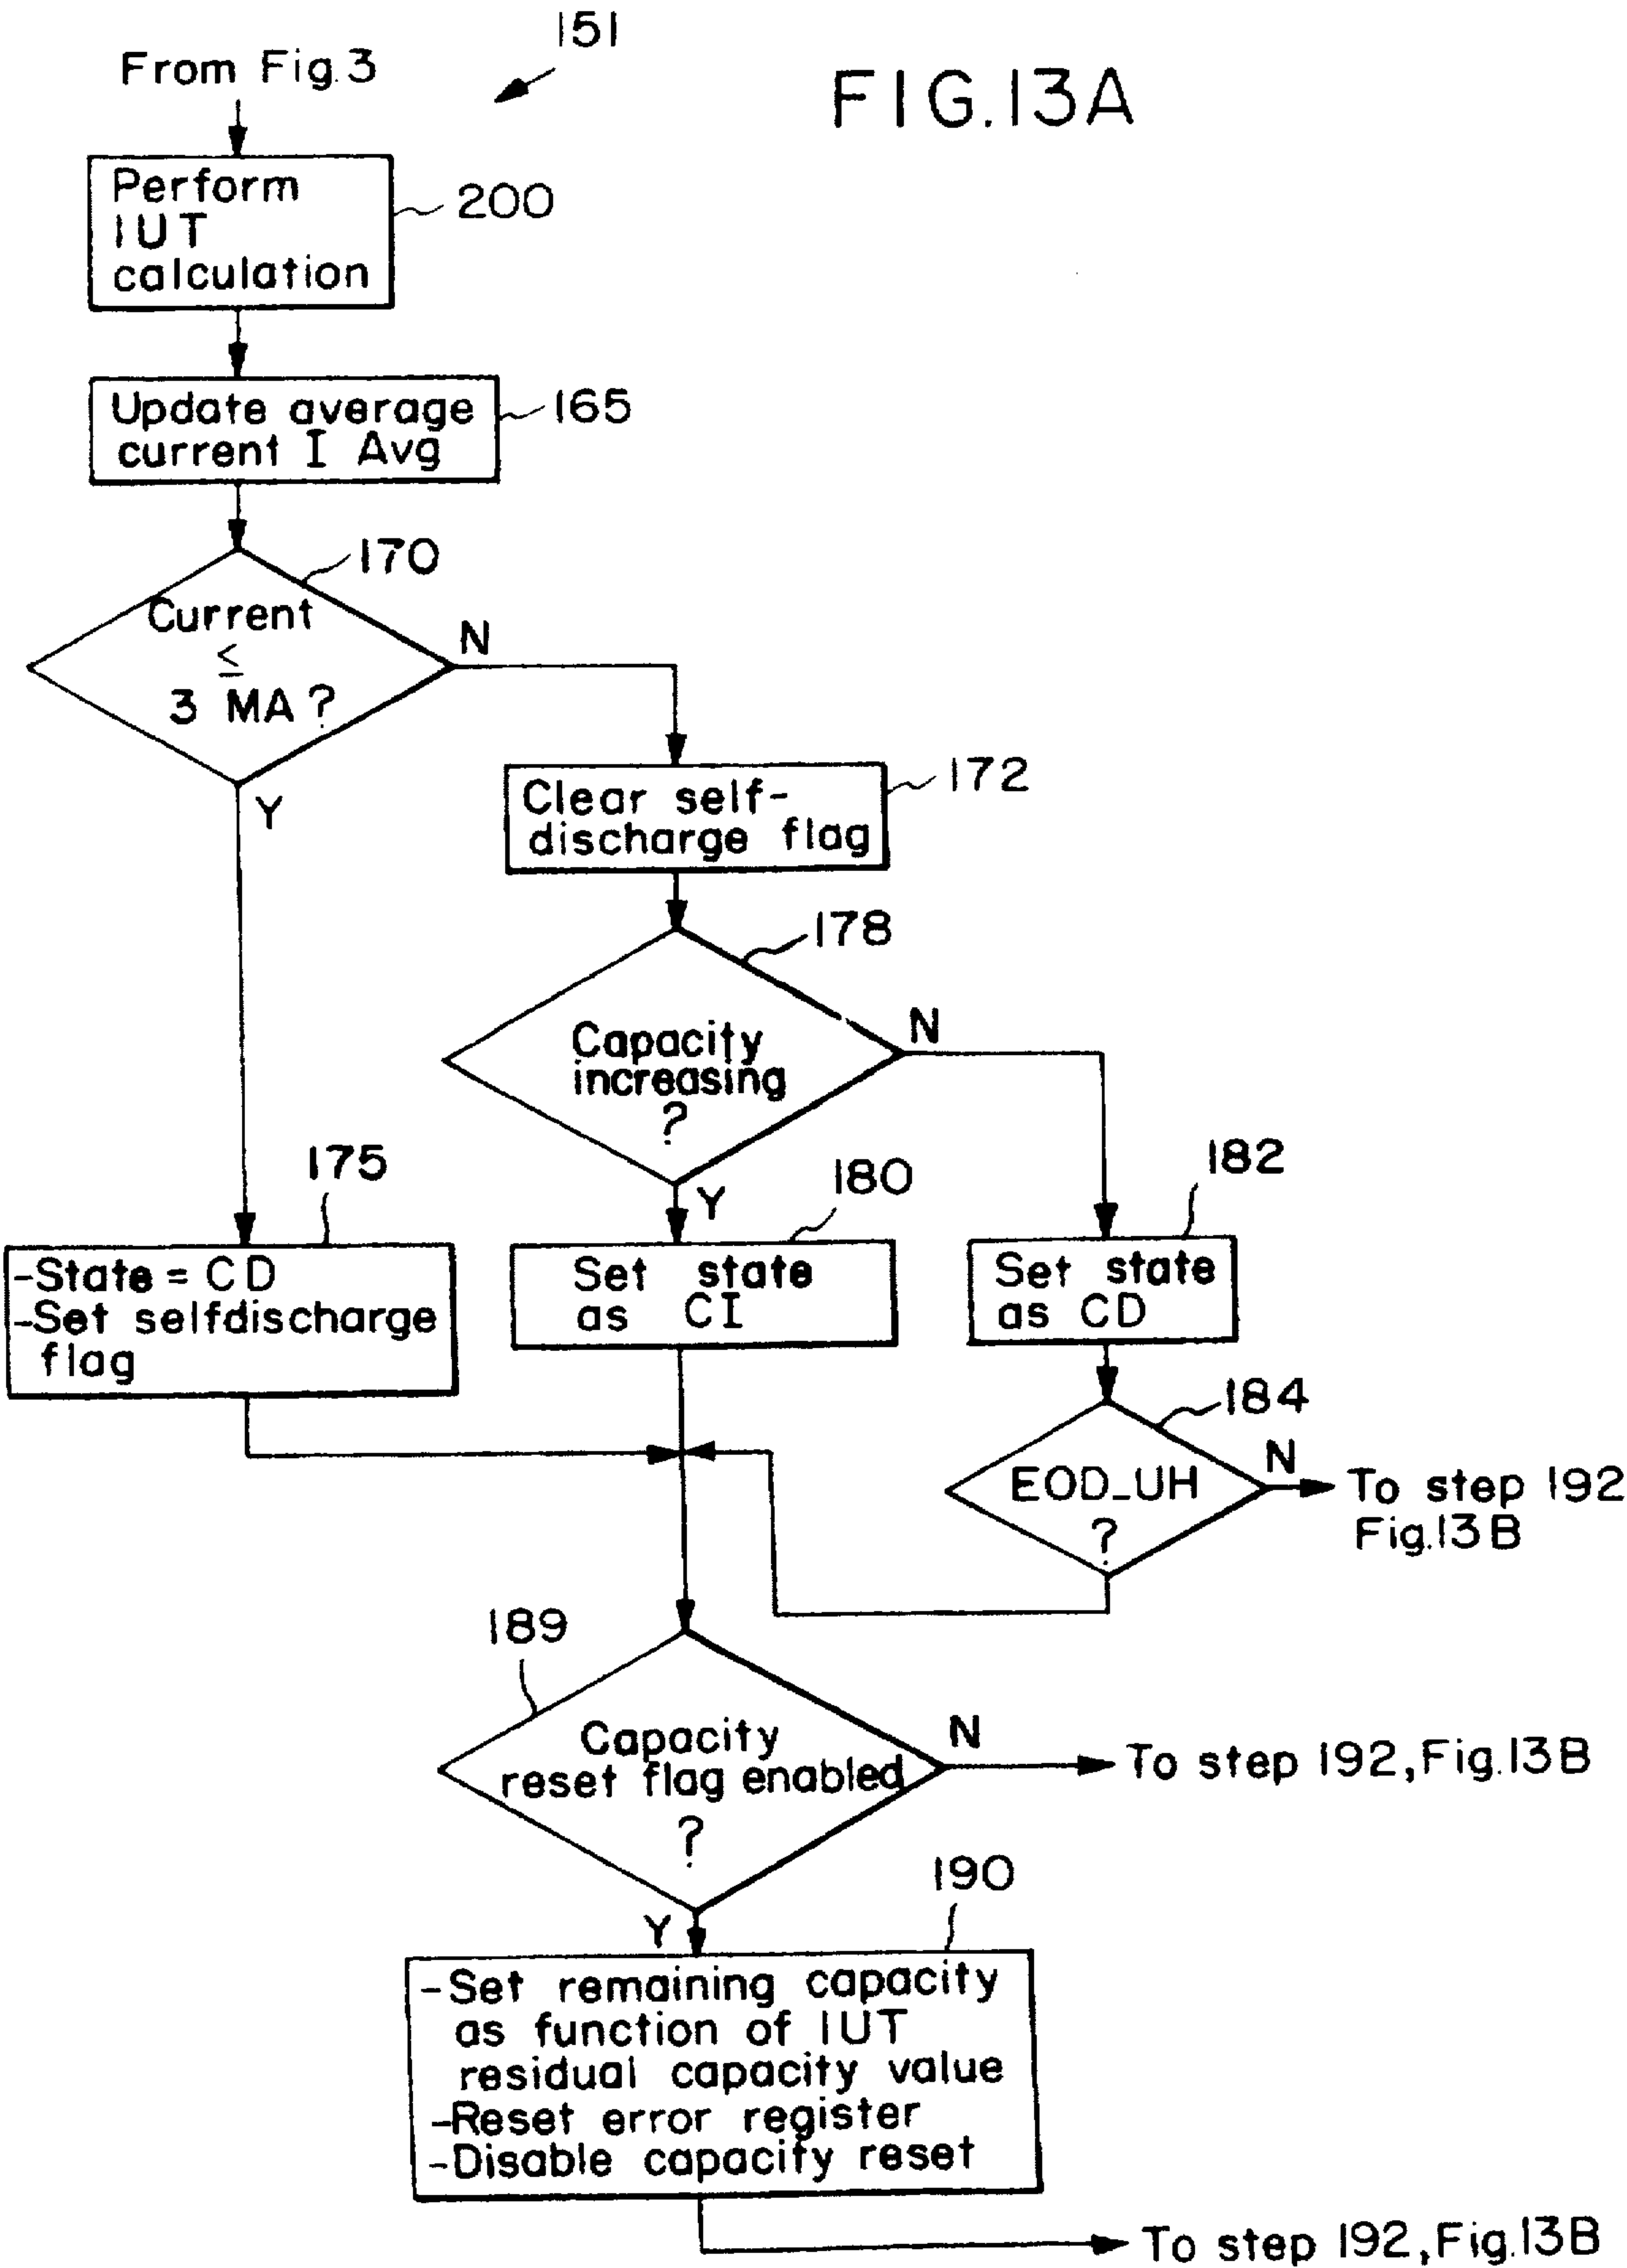 151
From Fig.3
FIG.13A
Perform
IUT
calculation
200
Update average
current I Avg
165
170
Current
≤
3 MA?
N
Y
Clear self-
discharge flag
172
178
Capacity
increasing
?
N
Y
175
-State = CD
-Set selfdischarge
flag
180
Set state
as CI
182
Set state
as CD
184
EOD_UH
?
N
To step 192
Fig.13B
189
Capacity
reset flag enabled
?
N
To step 192, Fig.13B
Y
190
-Set remaining capacity
as function of IUT
residual capacity value
-Reset error register
-Disable capacity reset
To step 192, Fig.13B